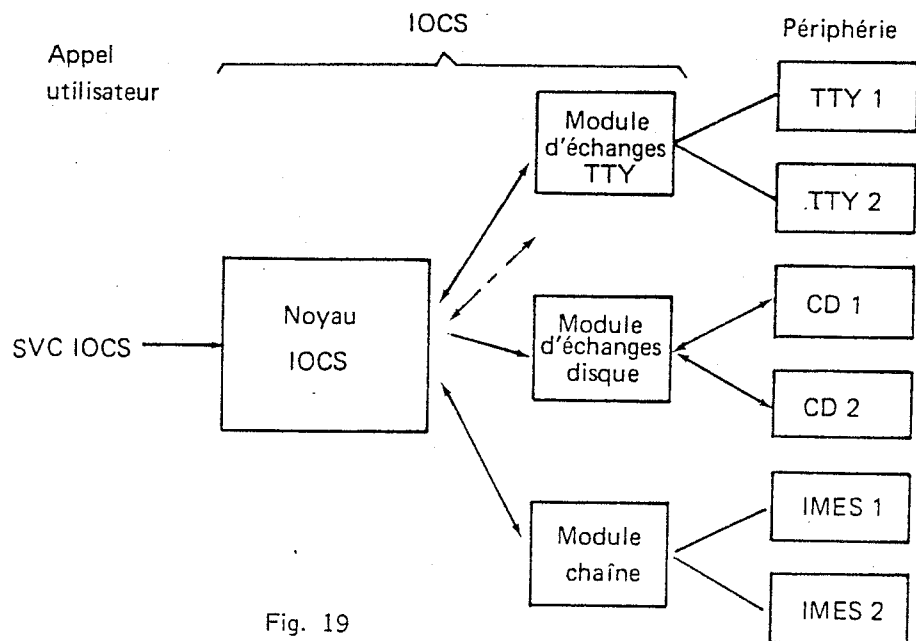 IOCS
Périphérie
Appel
utilisateur
Module
d'échanges
TTY
TTY 1
.TTY 2
SVC IOCS
Noyau
IOCS
Module
d'échanges
disque
CD 1
CD 2
Module
chaîne
IMES 1
IMES 2
Fig. 19